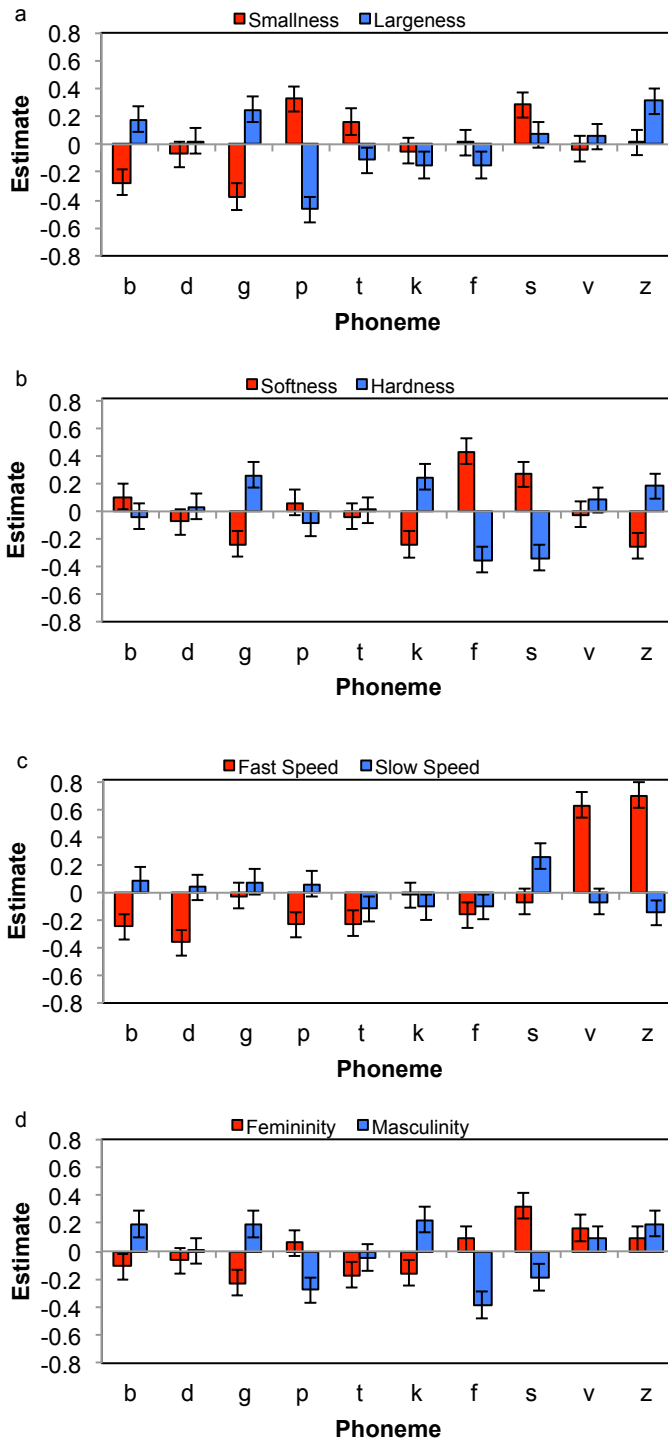 a
Smallness Largeness
0.8
0.6
0.4
0.2
0
-0.2
-0.4
-0.6
-0.8
Estimate
b d g p t k f s v z
Phoneme
b
Softness Hardness
0.8
0.6
0.4
0.2
0
-0.2
-0.4
-0.6
-0.8
Estimate
b d g p t k f s v z
Phoneme
c
Fast Speed Slow Speed
0.8
0.6
0.4
0.2
0
-0.2
-0.4
-0.6
-0.8
Estimate
b d g p t k f s v z
Phoneme
d
Femininity Masculinity
0.8
0.6
0.4
0.2
0
-0.2
-0.4
-0.6
-0.8
Estimate
b d g p t k f s v z
Phoneme